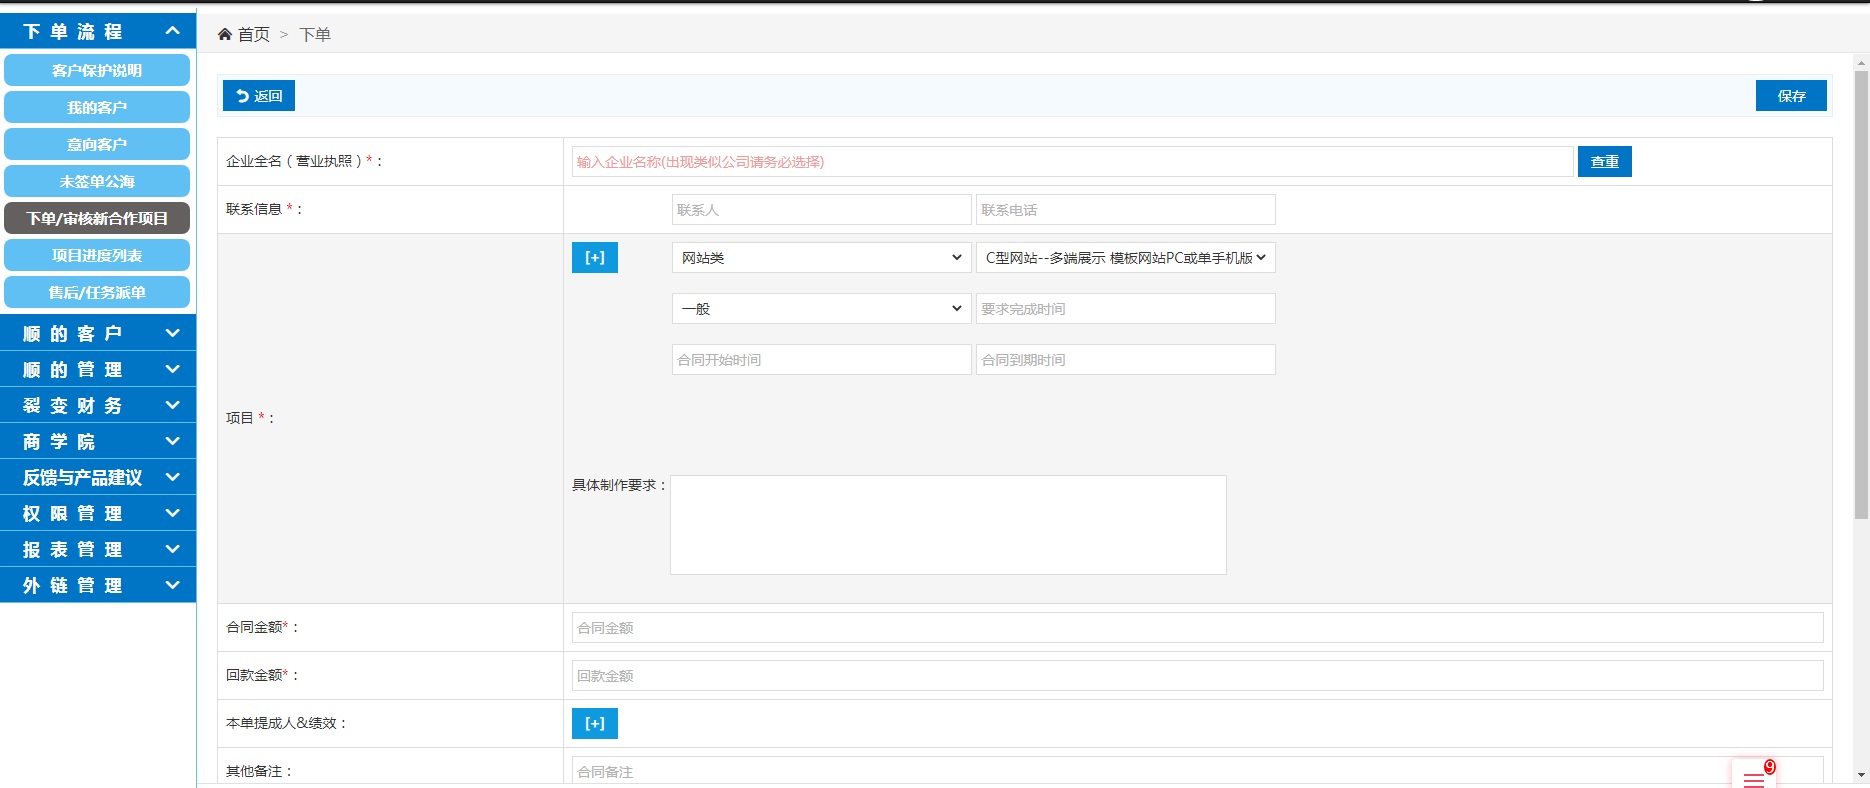 下单流程
客户保护说明
我的客户
意向客户
未签单公海
下单/审核新合作项目
项目进度列表
售后/任务派单
顺的客户
顺的管理
裂变财务
商学院
反馈与产品建议
权限管理
报表管理
外链管理
首页 > 下单
返回
保存
企业全名（营业执照）*： 输入企业名称(出现类似公司请务必选择) 查重
联系信息 *： 联系人 联系电话
[+] 网站类 C型网站--多端展示 模板网站PC或单手机版
一般 要求完成时间
合同开始时间 合同到期时间
项目 *：
具体制作要求：
合同金额*： 合同金额
回款金额*： 回款金额
本单提成人&绩效： [+]
其他备注： 合同备注
9